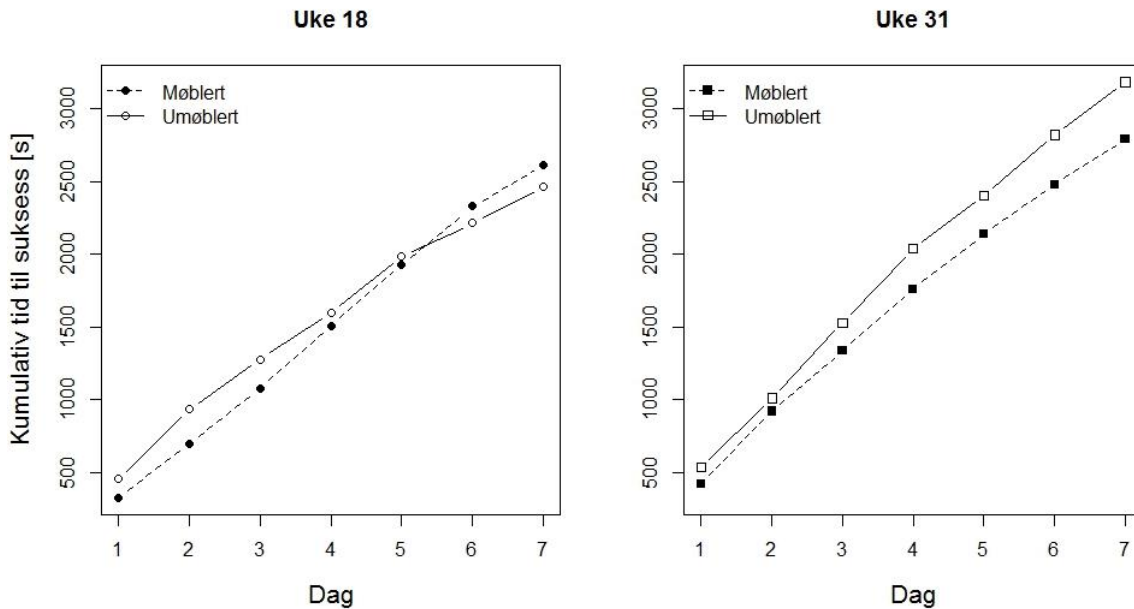 Uke 18
Møblert
Umøblert
Kumulativ tid til suksess [s]
3000
2500
2000
1500
1000
500
1 2 3 4 5 6 7
Dag
Uke 31
Møblert
Umøblert
3000
2500
2000
1500
1000
500
1 2 3 4 5 6 7
Dag